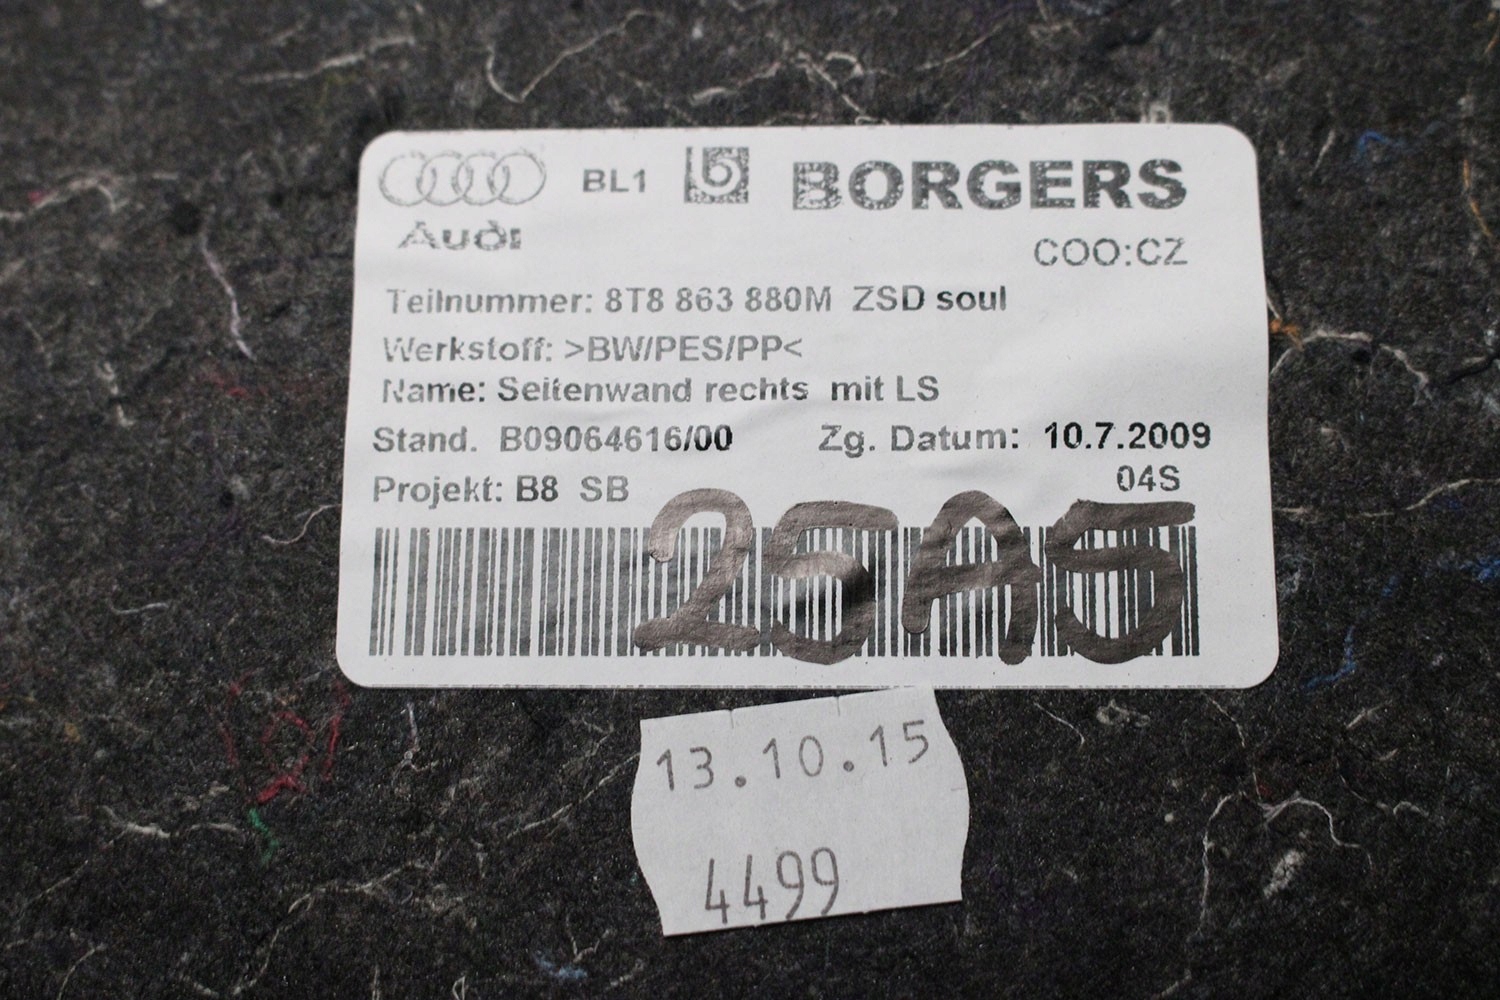 BL1 b BORGERS
Audi
COO:CZ
Teilnummer: 8T8 863 880M ZSD soul
Werkstoff: >BW/PES/PP<
Name: Seitenwand rechts mit LS
Stand. B09064616/00 Zg. Datum: 10.7.2009
04S
Projekt: B8 SB
25A5
13.10.15
4499